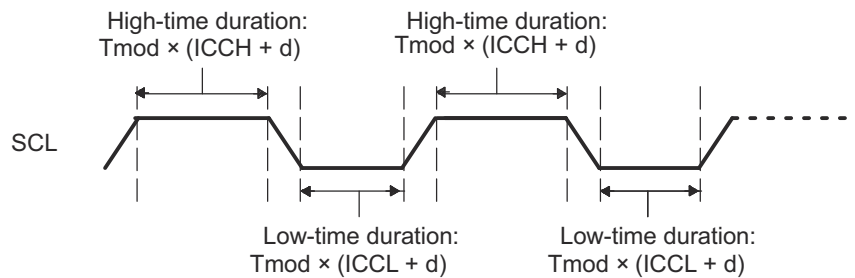 High-time duration:
Tmod × (ICCH + d)
High-time duration:
Tmod × (ICCH + d)
SCL
Low-time duration:
Tmod × (ICCL + d)
Low-time duration:
Tmod × (ICCL + d)